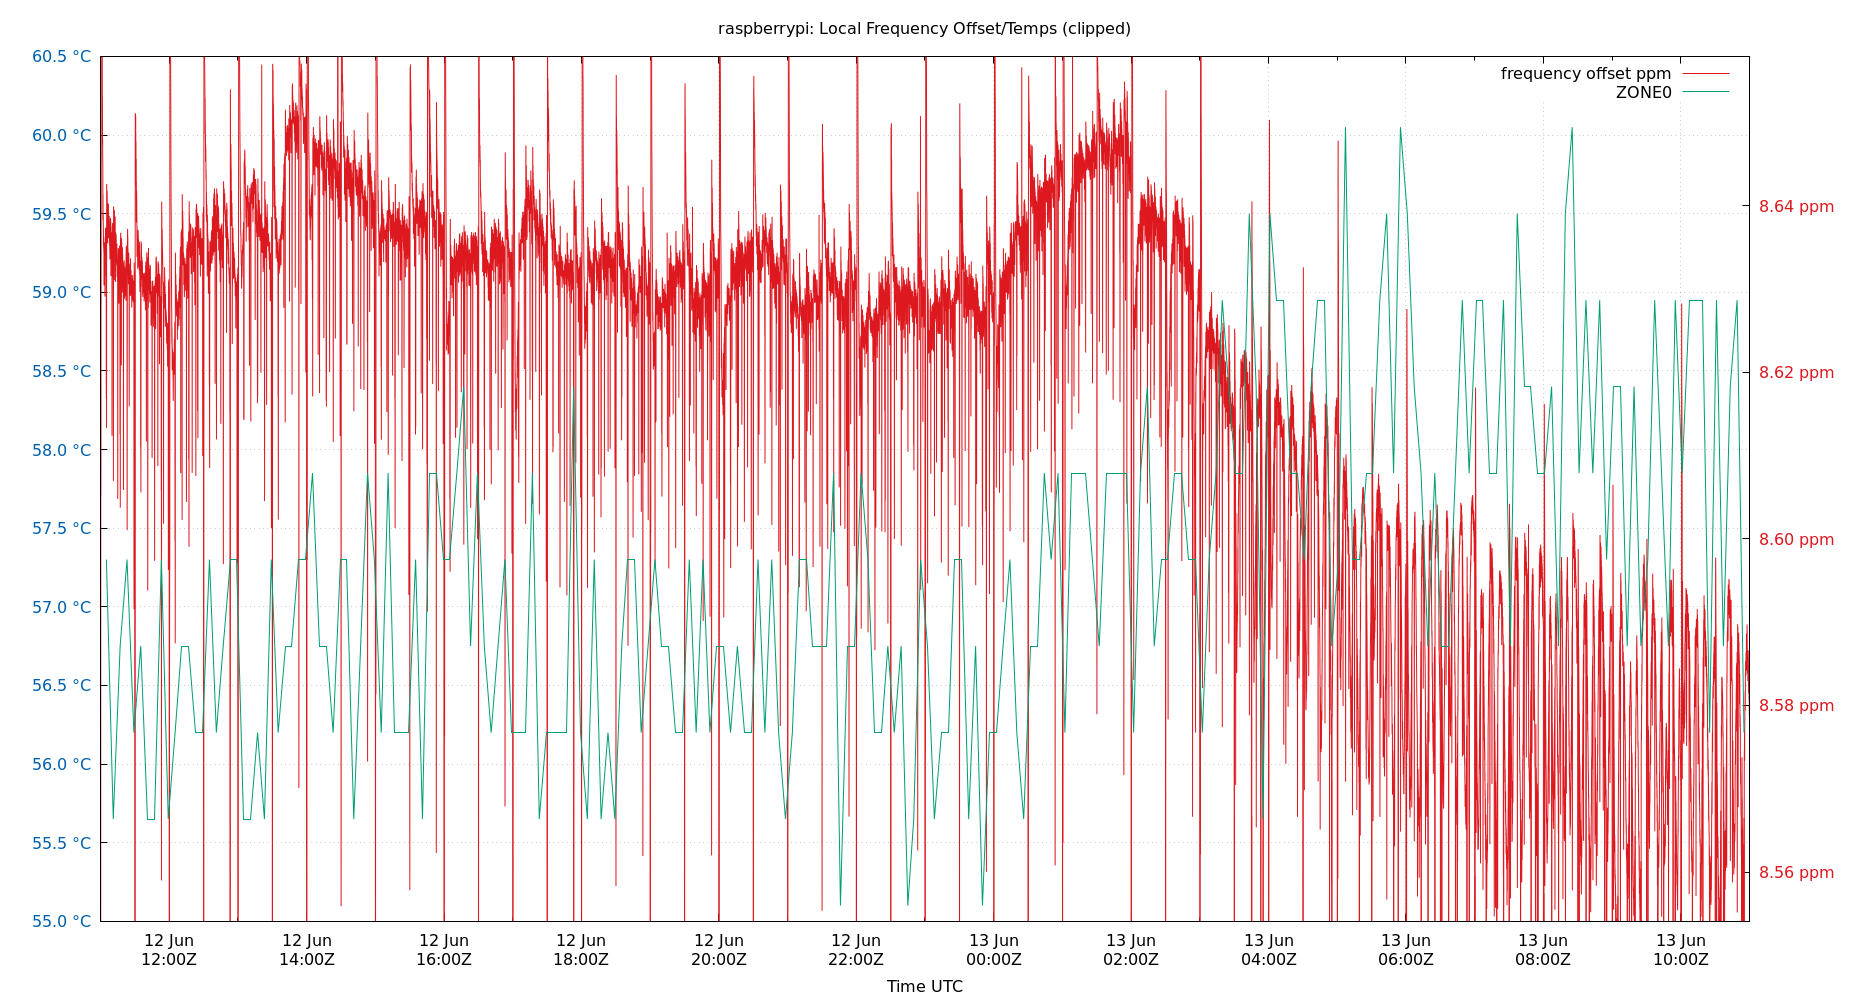 raspberrypi: Local Frequency Offset/Temps (clipped)
frequency offset ppm
ZONE0
60.5 °C
60.0 °C
59.5 °C
59.0 °C
58.5 °C
58.0 °C
57.5 °C
57.0 °C
56.5 °C
56.0 °C
55.5 °C
55.0 °C
8.64 ppm
8.62 ppm
8.60 ppm
8.58 ppm
8.56 ppm
12 Jun 12 Jun 12 Jun 12 Jun 12 Jun 12 Jun 13 Jun 13 Jun 13 Jun 13 Jun 13 Jun 13 Jun
12:00Z 14:00Z 16:00Z 18:00Z 20:00Z 22:00Z 00:00Z 02:00Z 04:00Z 06:00Z 08:00Z 10:00Z
Time UTC